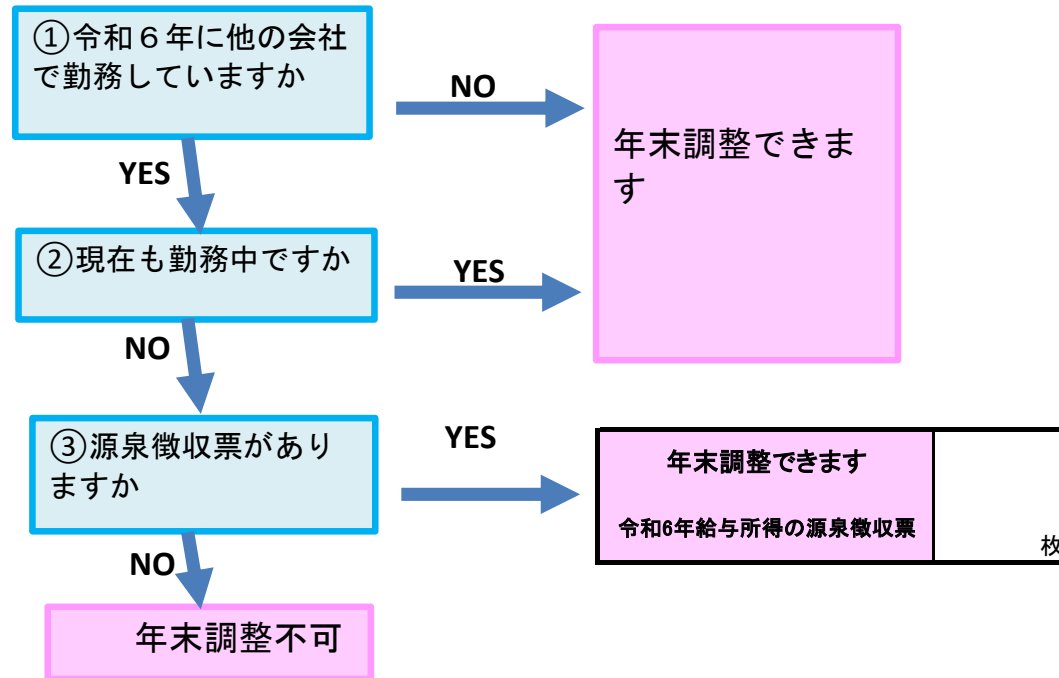 ①令和６年に他の会社
で勤務していますか
NO
年末調整できま
す
YES
②現在も勤務中ですか
YES
NO
③源泉徴収票があり
ますか
YES
年末調整できます
令和6年給与所得の源泉徴収票
枚
NO
年末調整不可